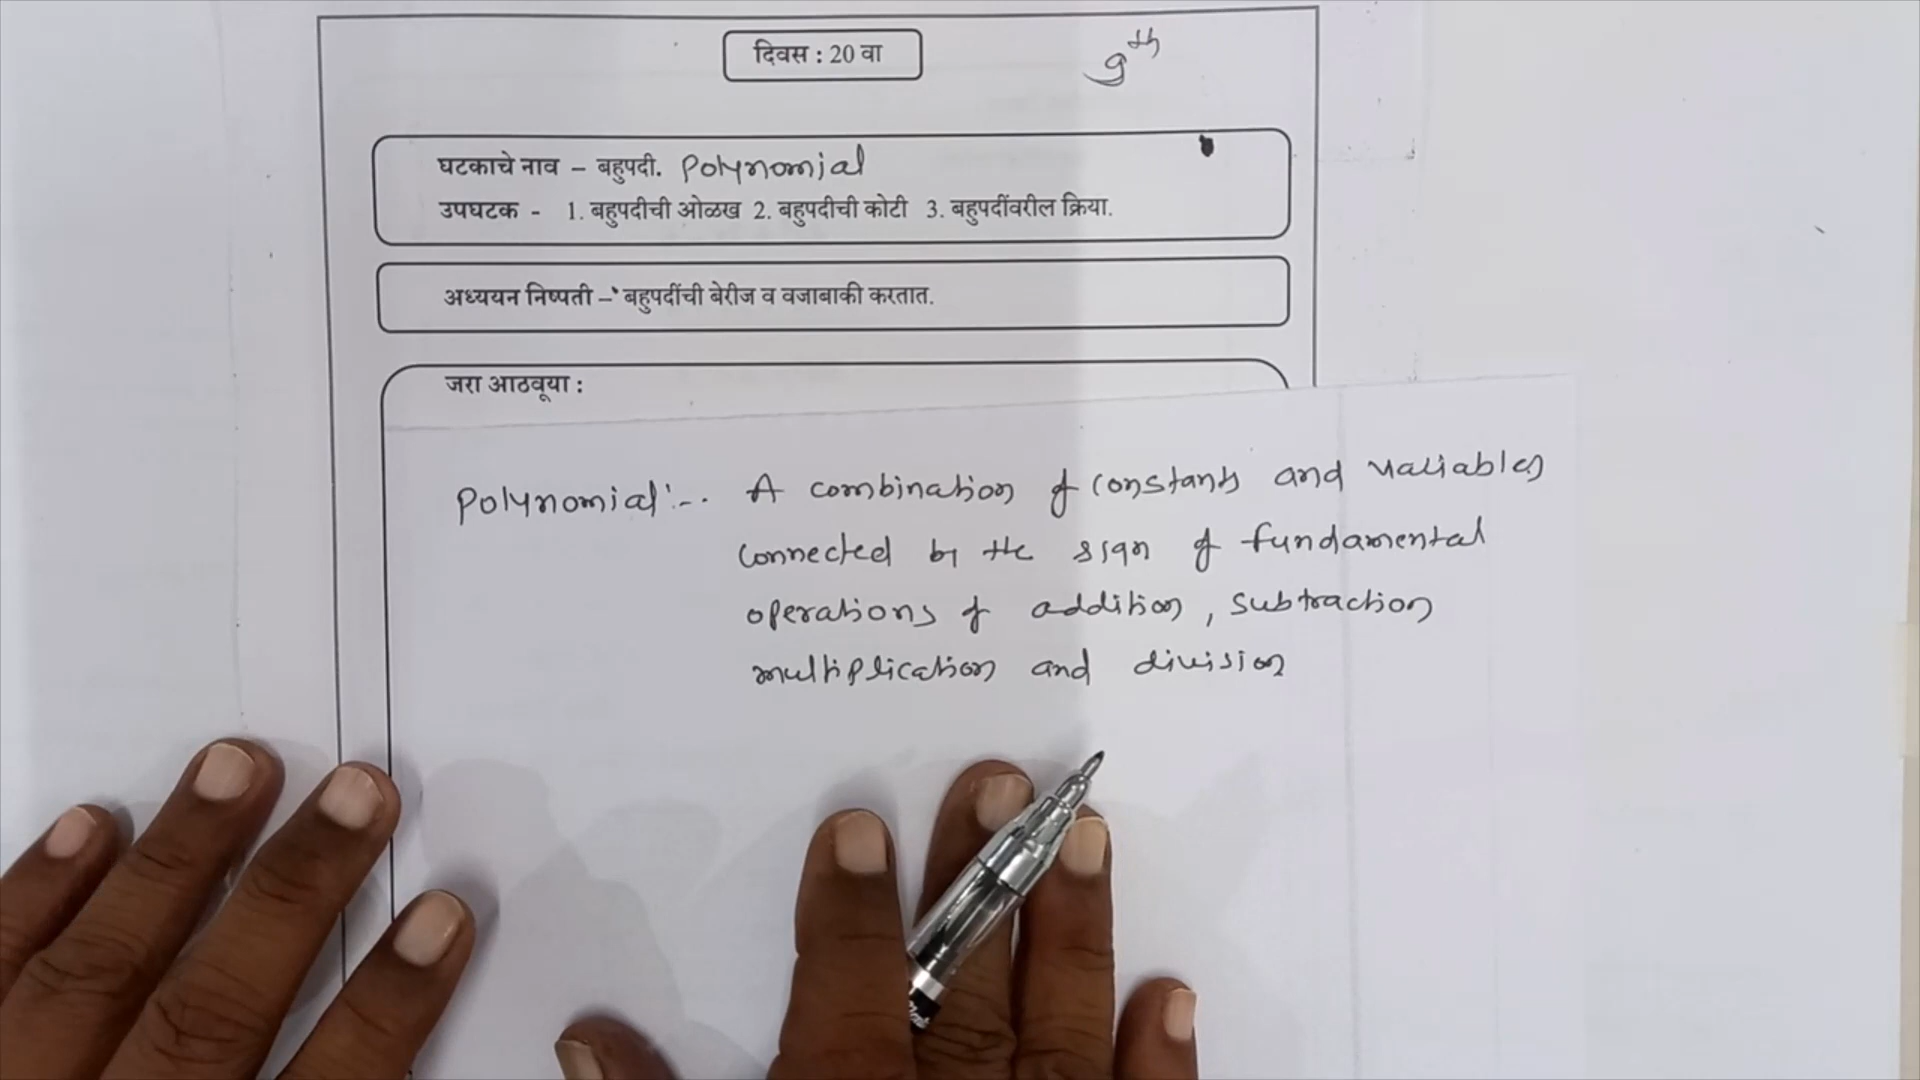 दिवस : 20 वा
9th
घटकाचे नाव – बहुपदी. Polynomial
उपघटक - 1. बहुपदीची ओळख 2. बहुपदीची कोटी 3. बहुपदींवरील क्रिया.
अध्ययन निष्पती – बहुपदींची बेरीज व वजाबाकी करतात.
जरा आठवूया :
Polynomial :- A combination of constants and variables
connected by the sign of fundamental
operations of addition, subtraction
multiplication and division